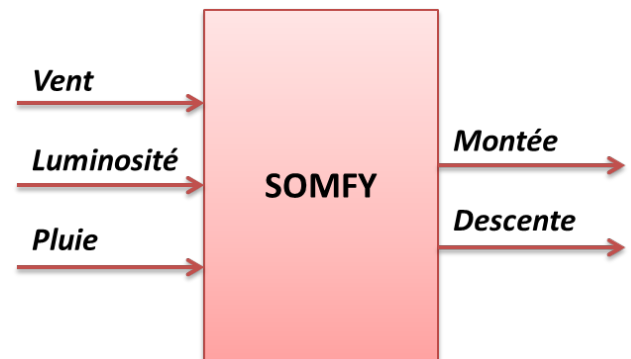 Vent
Luminosité
Pluie
SOMFY
Montée
Descente